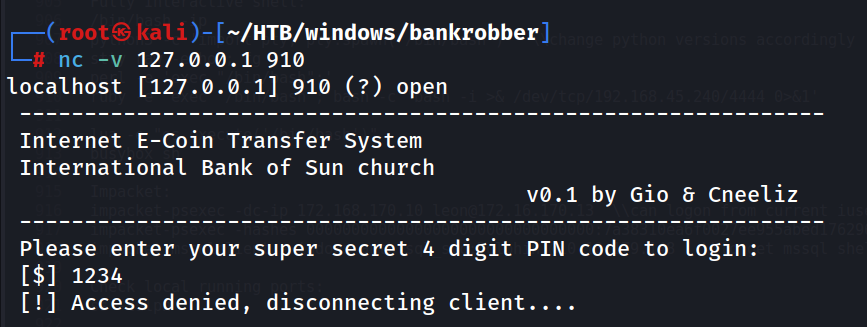 ┌──(root㉿kali)-[~/HTB/windows/bankrobber]
└─# nc -v 127.0.0.1 910
localhost [127.0.0.1] 910 (?) open
--------------------------------------------------------------
Internet E-Coin Transfer System
International Bank of Sun church
v0.1 by Gio & Cneeliz
--------------------------------------------------------------
Please enter your super secret 4 digit PIN code to login:
[$] 1234
[!] Access denied, disconnecting client....